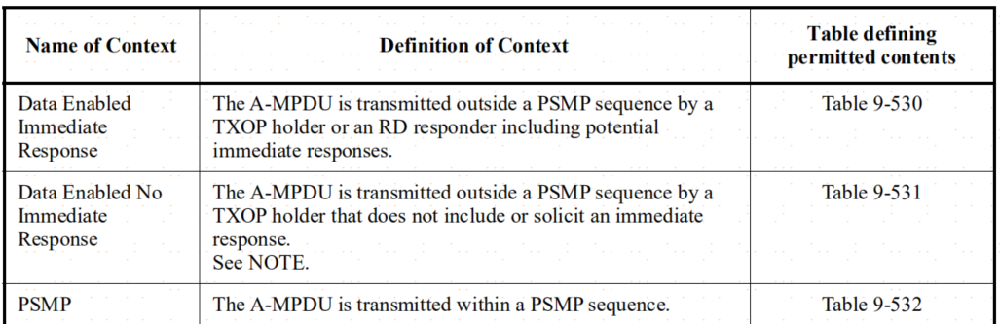 Name of Context
Definition of Context
Table defining
permitted contents
Data Enabled
Immediate
Response
The A-MPDU is transmitted outside a PSMP sequence by a
TXOP holder or an RD responder including potential
immediate responses.
Table 9-530
Data Enabled No
Immediate
Response
The A-MPDU is transmitted outside a PSMP sequence by a
TXOP holder that does not include or solicit an immediate
response.
See NOTE.
Table 9-531
PSMP
The A-MPDU is transmitted within a PSMP sequence.
Table 9-532